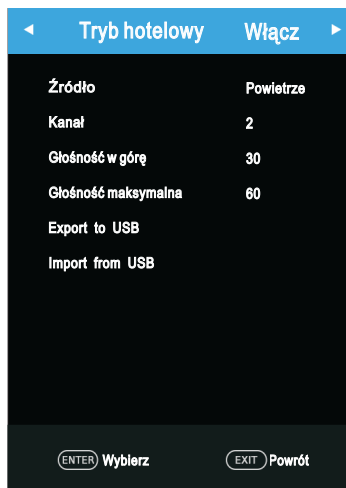 Tryb hotelowy Włącz
Źródło Powietrze
Kanał 2
Głośność w górę 30
Głośność maksymalna 60
Export to USB
Import from USB
ENTER Wybierz EXIT Powrót